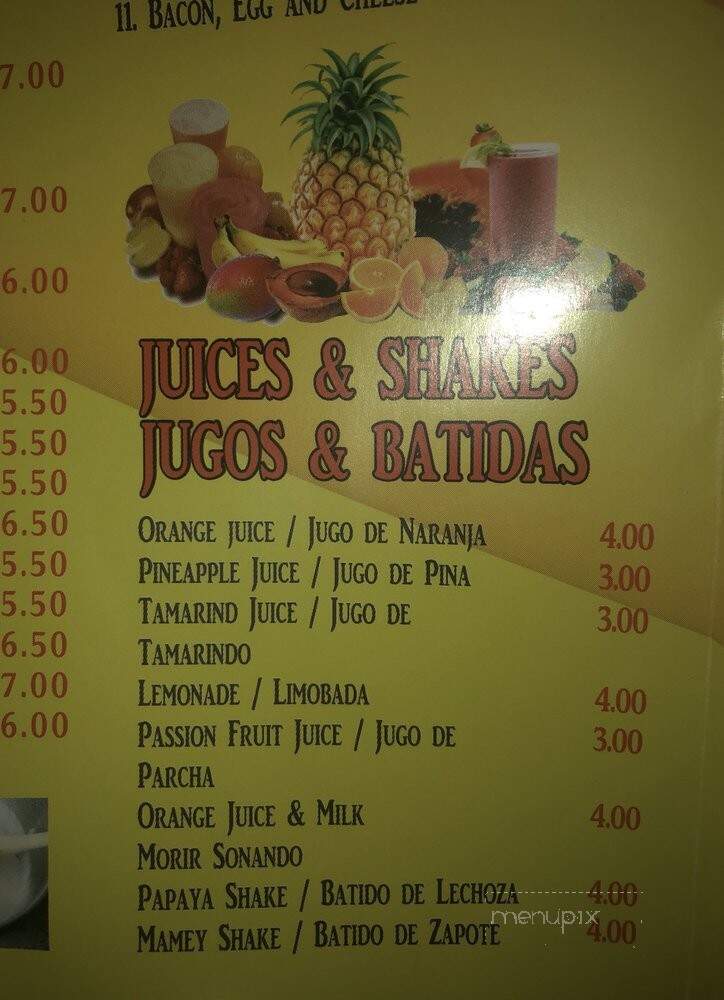 11. Bacon, Egg and Cheese
7.00
7.00
6.00
6.00
5.50
5.50
5.50
6.50
5.50
5.50
6.50
7.00
6.00
JUICES & SHAKES
JUGOS & BATIDAS
Orange juice / Jugo de Naranja 4.00
Pineapple Juice / Jugo de Pina 3.00
Tamarind Juice / Jugo de 3.00
Tamarindo
Lemonade / Limobada 4.00
Passion Fruit Juice / Jugo de 3.00
Parcha
Orange Juice & Milk 4.00
Morir Sonando
Papaya Shake / Batido de Lechoza 4.00
menupix
Mamey Shake / Batido de Zapote 4.00